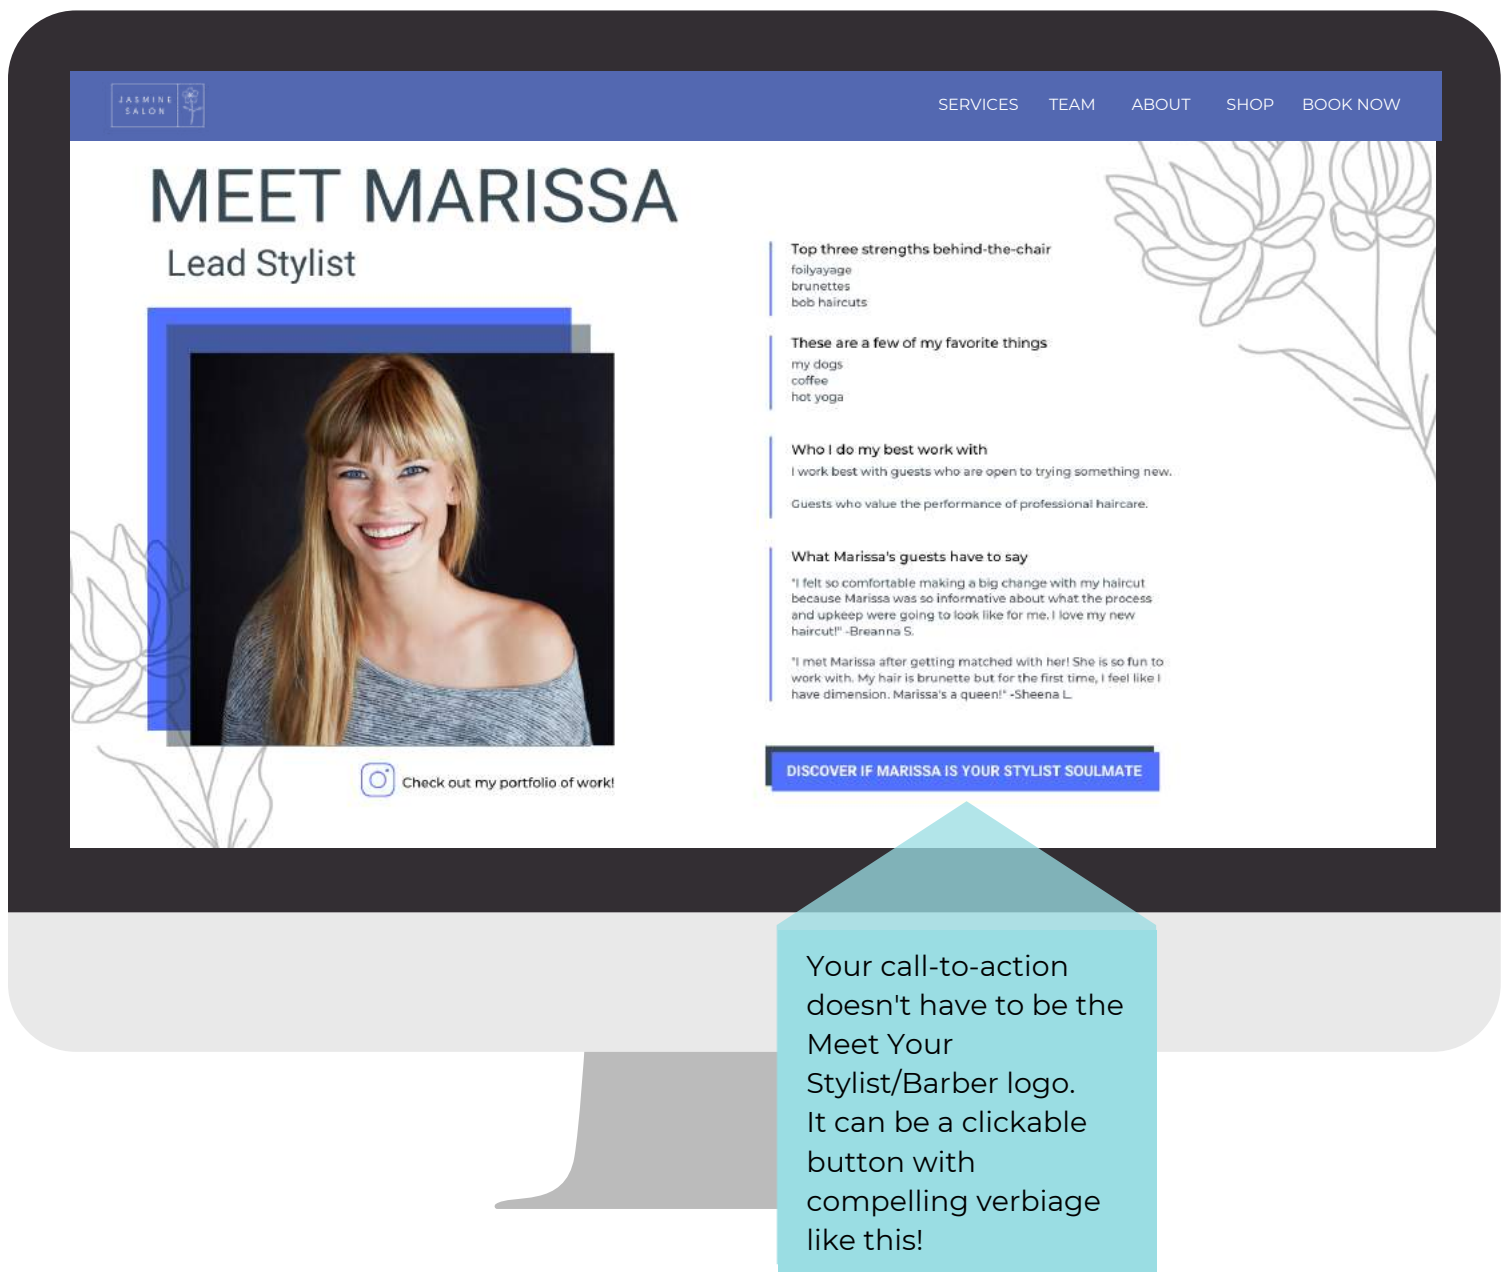 JASMINE
SALON
SERVICES TEAM ABOUT SHOP BOOK NOW
MEET MARISSA
Lead Stylist
Check out my portfolio of work!
Top three strengths behind-the-chair
foilyayage
brunettes
bob haircuts
These are a few of my favorite things
my dogs
coffee
hot yoga
Who I do my best work with
I work best with guests who are open to trying something new.
Guests who value the performance of professional haircare.
What Marissa's guests have to say
"I felt so comfortable making a big change with my haircut
because Marissa was so informative about what the process
and upkeep were going to look like for me. I love my new
haircut!" -Breanna S.
"I met Marissa after getting matched with her! She is so fun to
work with. My hair is brunette but for the first time, I feel like I
have dimension. Marissa's a queen!" -Sheena L.
DISCOVER IF MARISSA IS YOUR STYLIST SOULMATE
Your call-to-action
doesn't have to be the
Meet Your
Stylist/Barber logo.
It can be a clickable
button with
compelling verbiage
like this!